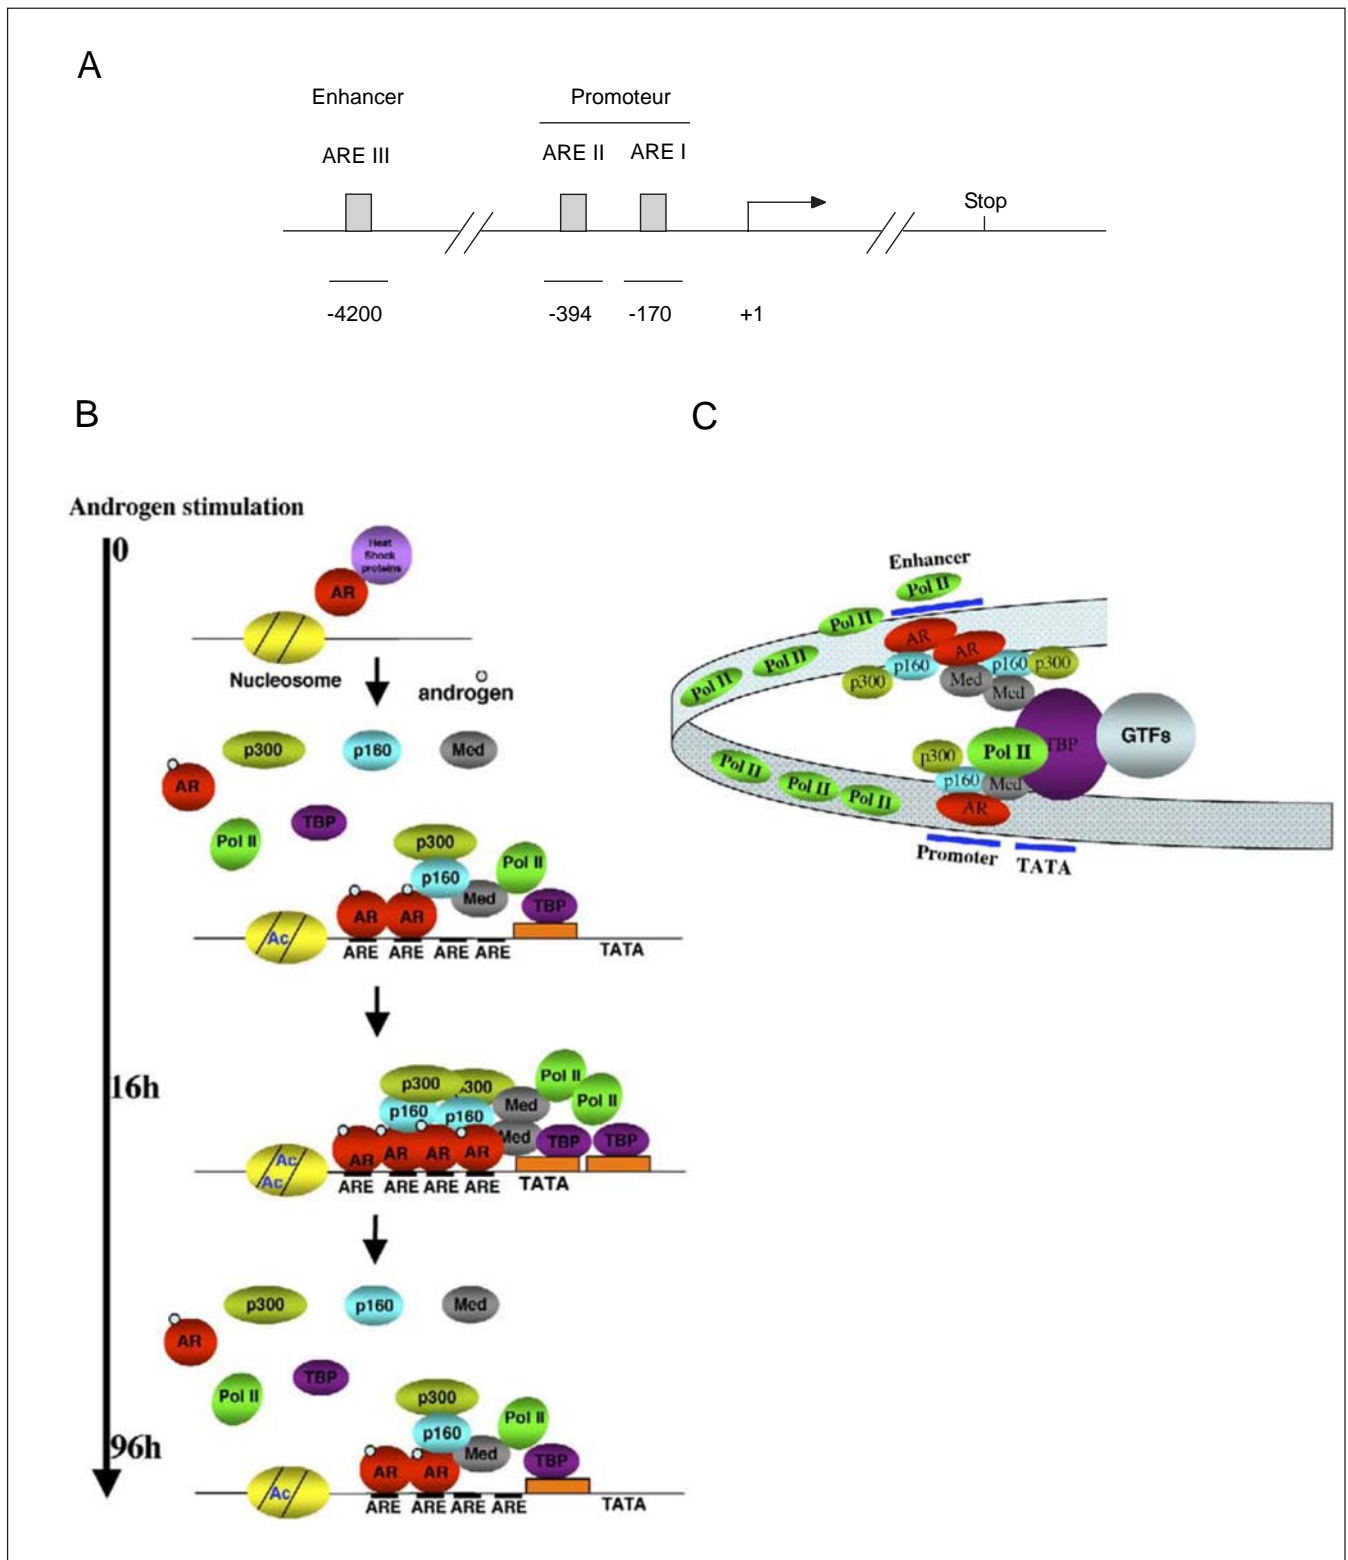 A
Enhancer Promoteur
ARE III ARE II ARE I
Stop
-4200 -394 -170 +1
B C
Androgen stimulation
0
Heat
Shock
proteins
AR
Nucleosome
androgen
p300 p160 Med
AR
Pol II TBP
p300
p160 Pol II
Med TBP
AR AR
Ac
ARE ARE ARE ARE TATA
16h
p300 p300 Pol II
p160 p160 Med Pol II
AR AR AR AR Med TBP TBP
Ac
Ac
ARE ARE ARE ARE TATA
p300 p160 Med
AR
Pol II TBP
p300
p160 Pol II
96h
AR AR Med TBP
Ac
ARE ARE ARE ARE TATA
Enhancer
Pol II
Pol II
AR AR
Pol II p160 p160 p300
Pol II p300 Med
Med
p300 Pol II TBP GTFs
Pol II p160 Med
Pol II Pol II AR
Promoter TATA